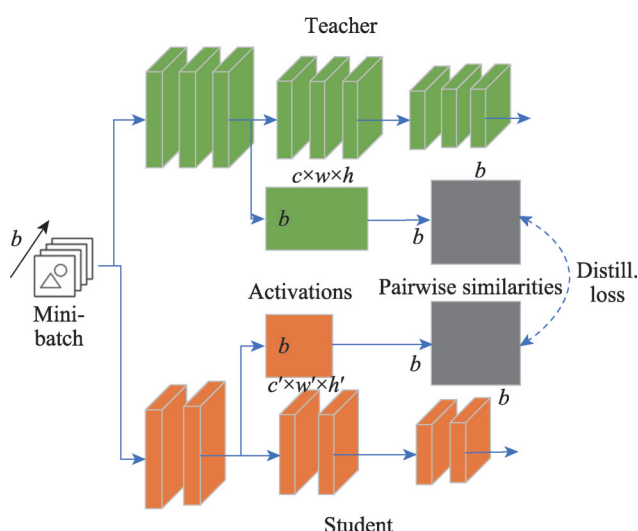 Teacher
c×w×h
b
b
b
b
Mini-
batch
Activations
Pairwise similarities
Distill.
loss
b
b
c′×w′×h′
b
Student